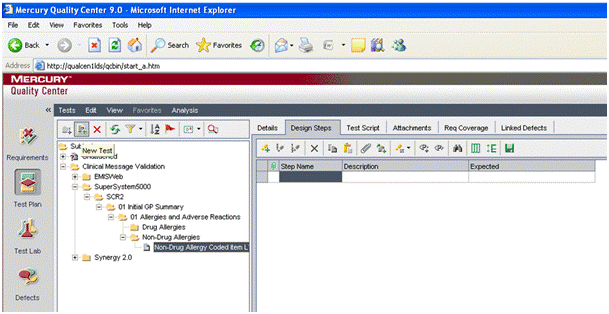 Mercury Quality Center 9.0 - Microsoft Internet Explorer
File Edit View Favorites Tools Help
Back Search Favorites
Address http://qualcen1lds/qcbin/start_a.htm
MERCURY
Quality Center
Tests Edit View Favorites Analysis
Requirements
Test Plan
Test Lab
Defects
New Test
Clinical Message Validation
EMISWeb
SuperSystem5000
SCR2
01 Initial GP Summary
01 Allergies and Adverse Reactions
Drug Allergies
Non-Drug Allergies
Non-Drug Allergy Coded item L
Synergy 2.0
Details Design Steps Test Script Attachments Req Coverage Linked Defects
Step Name Description Expected